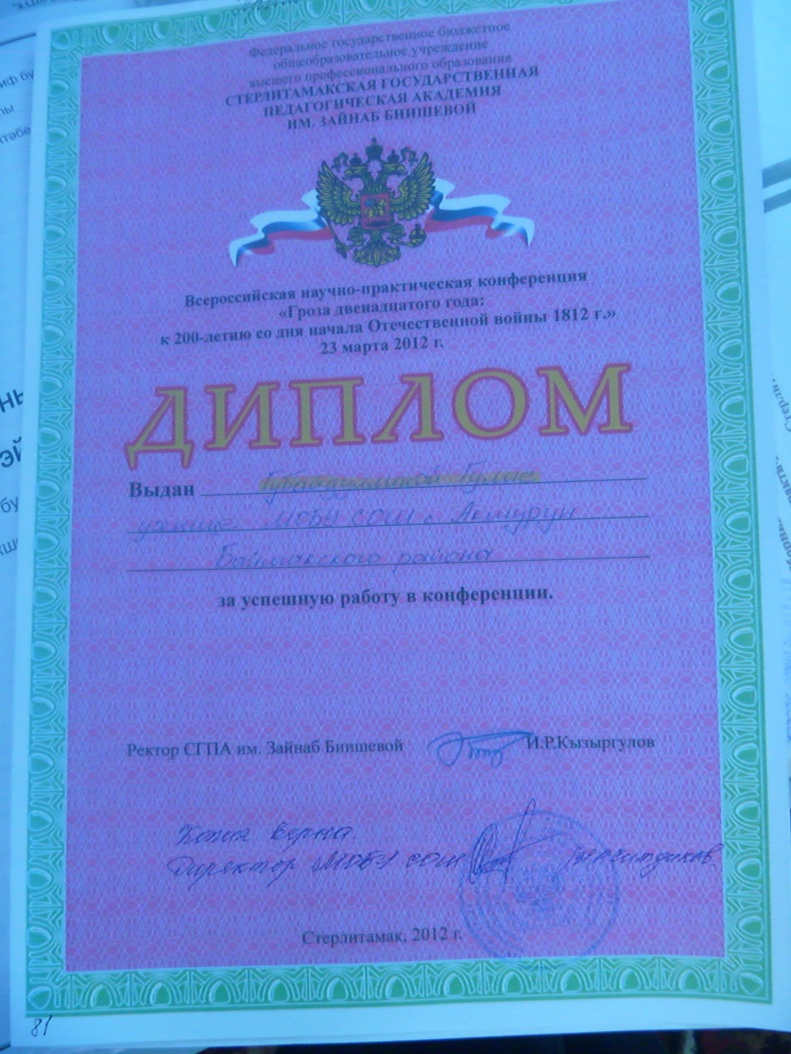 Федеральное государственное бюджетное
общеобразовательное учреждение
высшего профессионального образования
СТЕРЛИТАМАКСКАЯ ГОСУДАРСТВЕННАЯ
ПЕДАГОГИЧЕСКАЯ АКАДЕМИЯ
ИМ. ЗАЙНАБ БИИШЕВОЙ
Всероссийская научно-практическая конференция
«Гроза двенадцатого года:
к 200-летию со дня начала Отечественной войны 1812 г.»
23 марта 2012 г.
ДИПЛОМ
Выдан
ученице МОБУ СОШ с. Акмурун
Баймакского района
за успешную работу в конференции.
Ректор СГПА им. Зайнаб Биишевой И.Р.Кызыргулов
Копия верна.
Директор МОБУ СОШ
Стерлитамак, 2012 г.
81